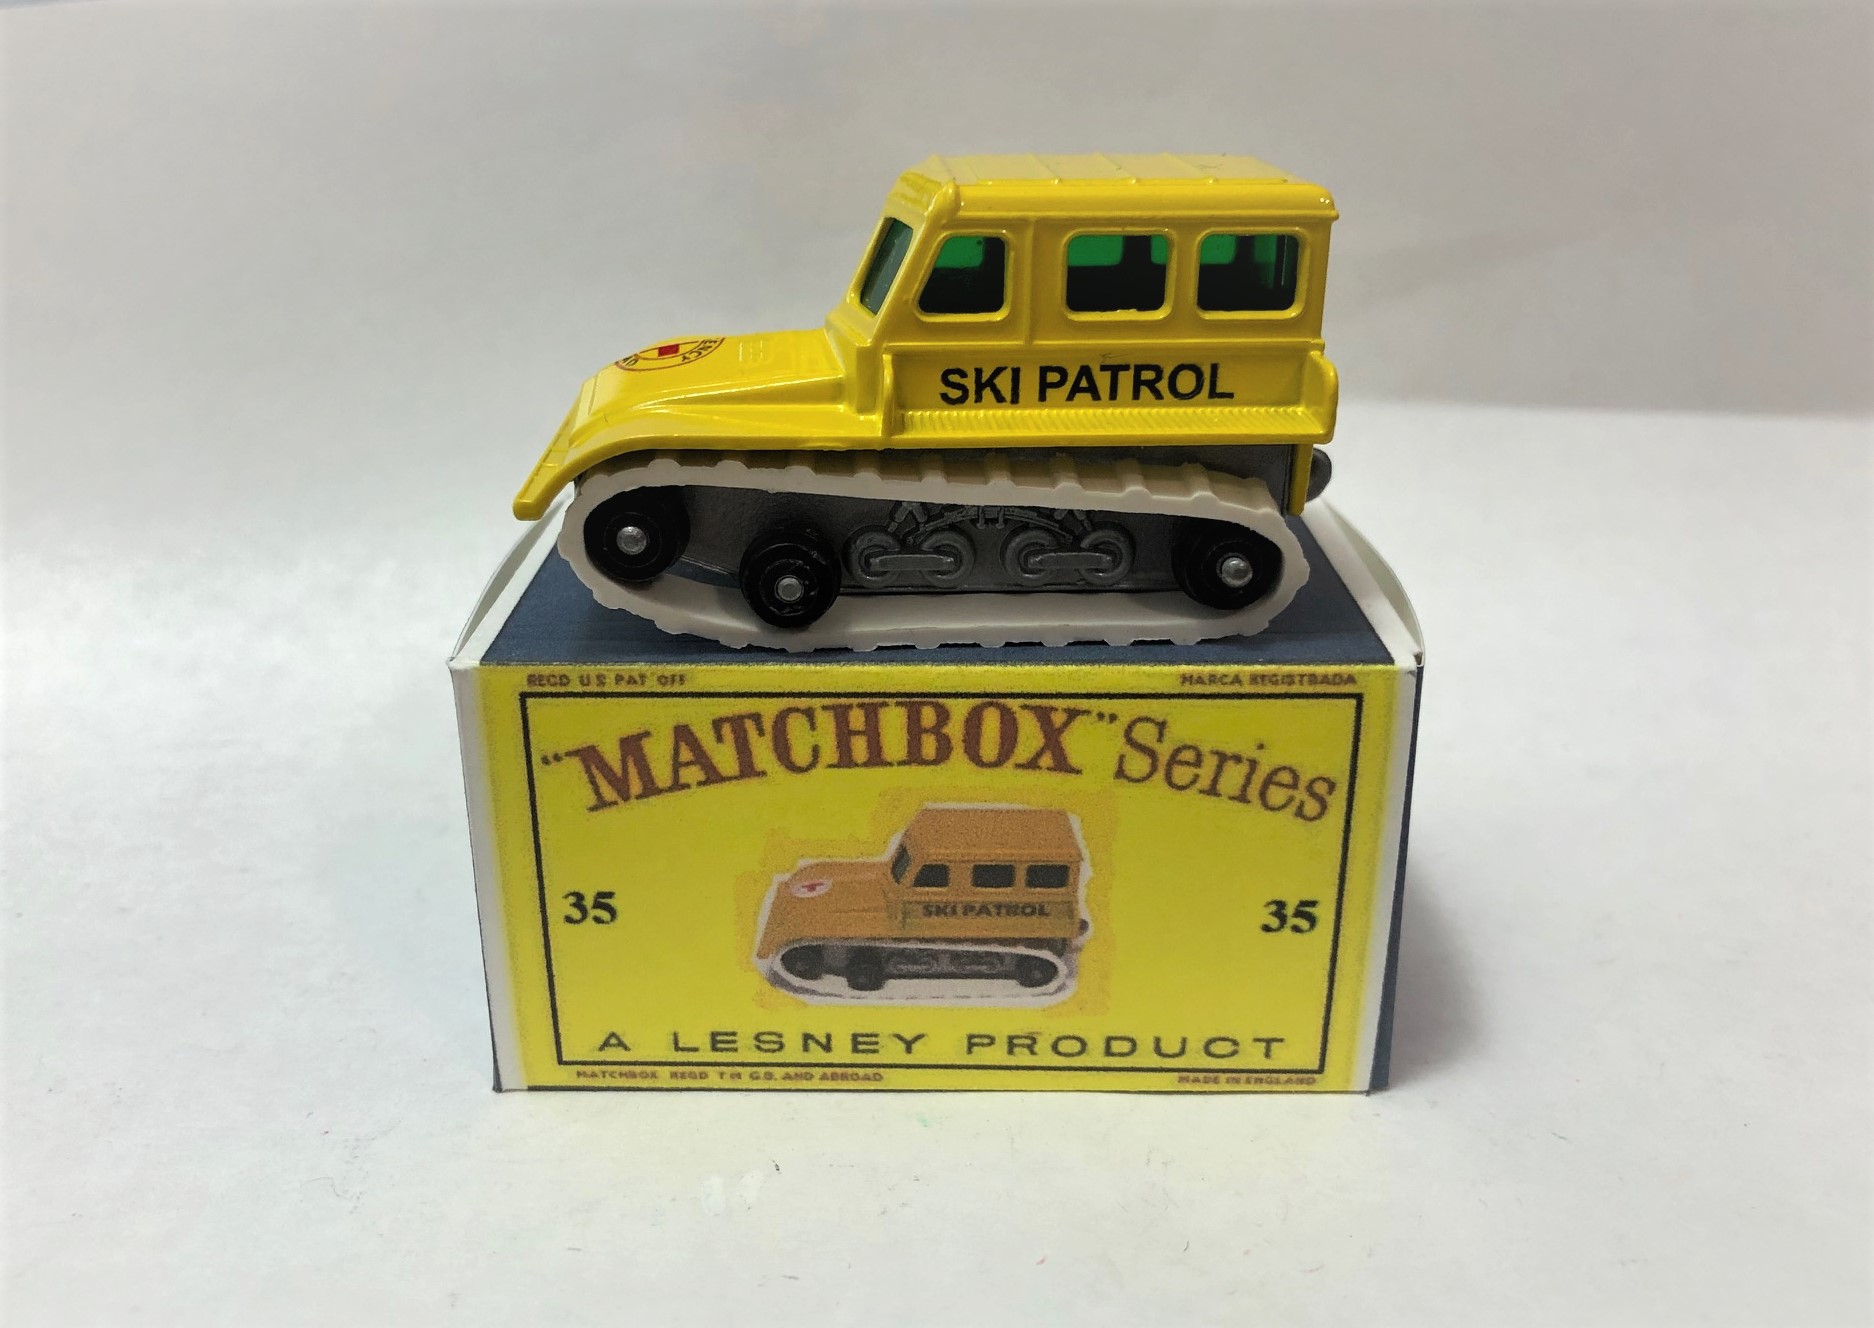 SKI PATROL
REGD U.S PAT OFF
MARCA REGISTRADA
"MATCHBOX" Series
35
35
SKI PATROL
A LESNEY PRODUCT
MATCHBOX REGD TM G.B. AND ABROAD
MADE IN ENGLAND